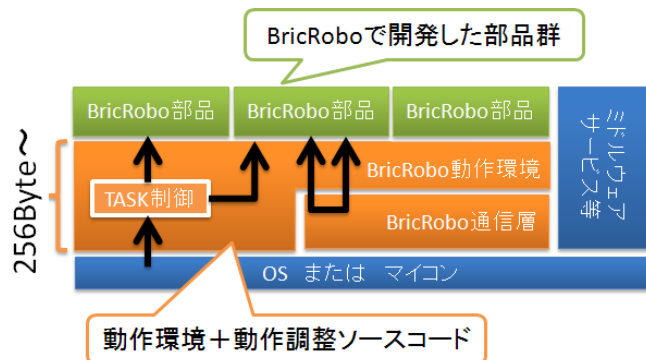 BricRoboで開発した部品群
BricRobo部品
BricRobo部品
BricRobo部品
ミドルウェア
サービス等
256Byte～
BricRobo動作環境
TASK制御
BricRobo通信層
OS または マイコン
動作環境＋動作調整ソースコード